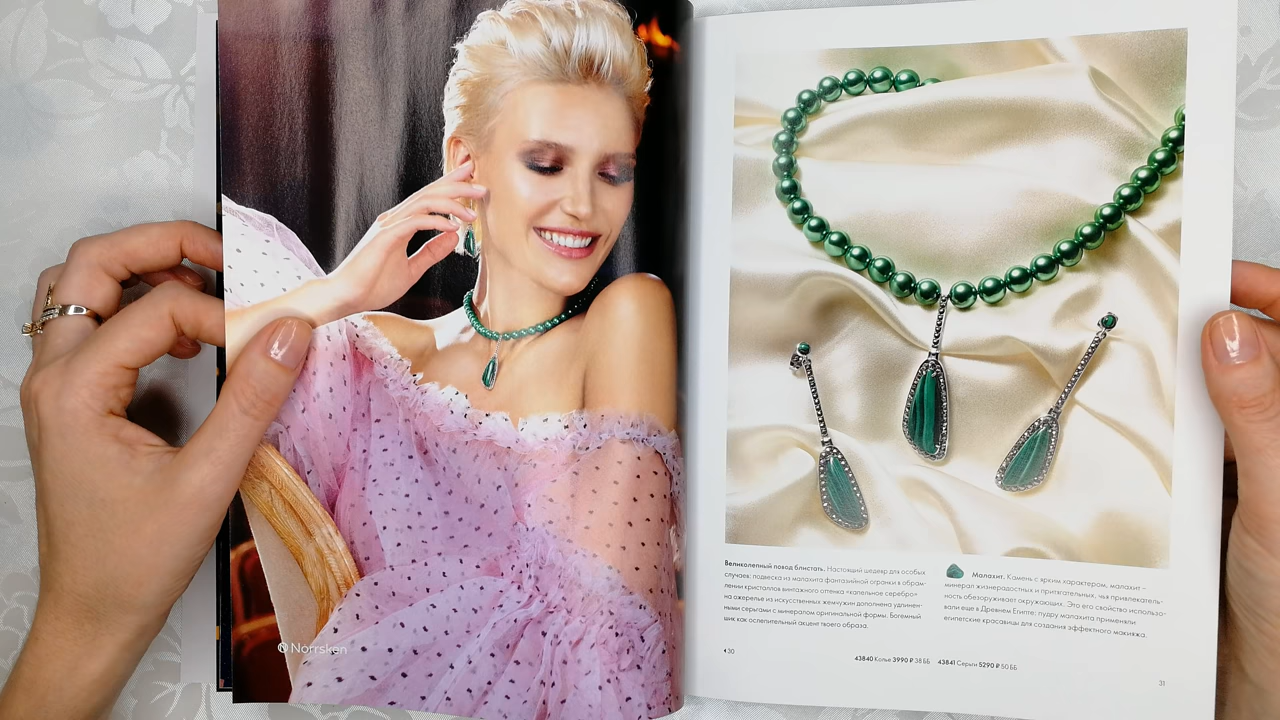 Norrsken
Великолепный повод блистать. Настоящий шедевр для особых
случаев: подвеска из малахита фантазийной огранки в обрам-
лении кристаллов винтажного оттенка «капельное серебро»
на ожерелье из искусственных жемчужин дополнена удлинен-
ными серьгами с минералом оригинальной формы. Богемный
шик как ослепительный акцент твоего образа.
Малахит. Камень с ярким характером, малахит –
минерал жизнерадостных и притягательных, чья привлекатель-
ность обезоруживает окружающих. Это его свойство использо-
вали еще в Древнем Египте: пудру малахита применяли
египетские красавицы для создания эффектного макияжа.
30
43840 Колье 3990 ₽ 38 ББ 43841 Серьги 5290 ₽ 50 ББ
31